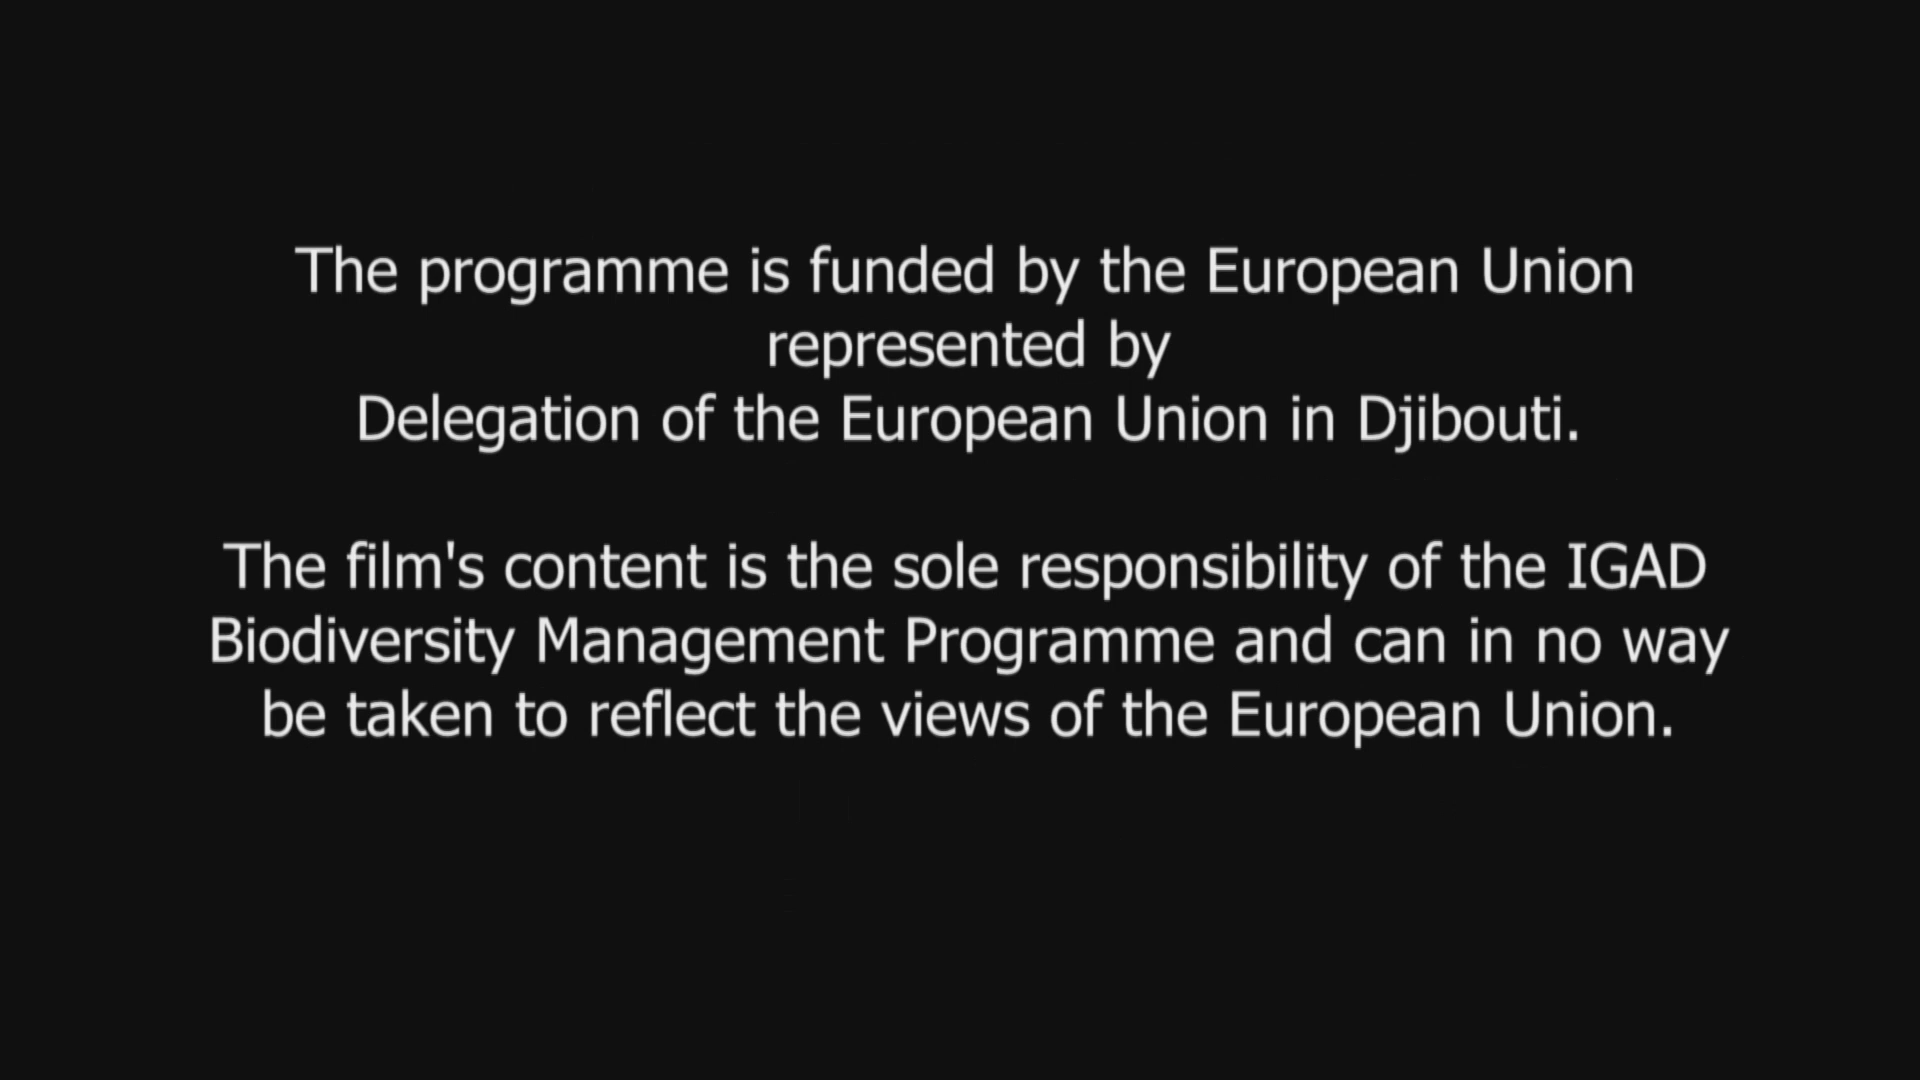 The programme is funded by the European Union
represented by
Delegation of the European Union in Djibouti.
The film's content is the sole responsibility of the IGAD
Biodiversity Management Programme and can in no way
be taken to reflect the views of the European Union.